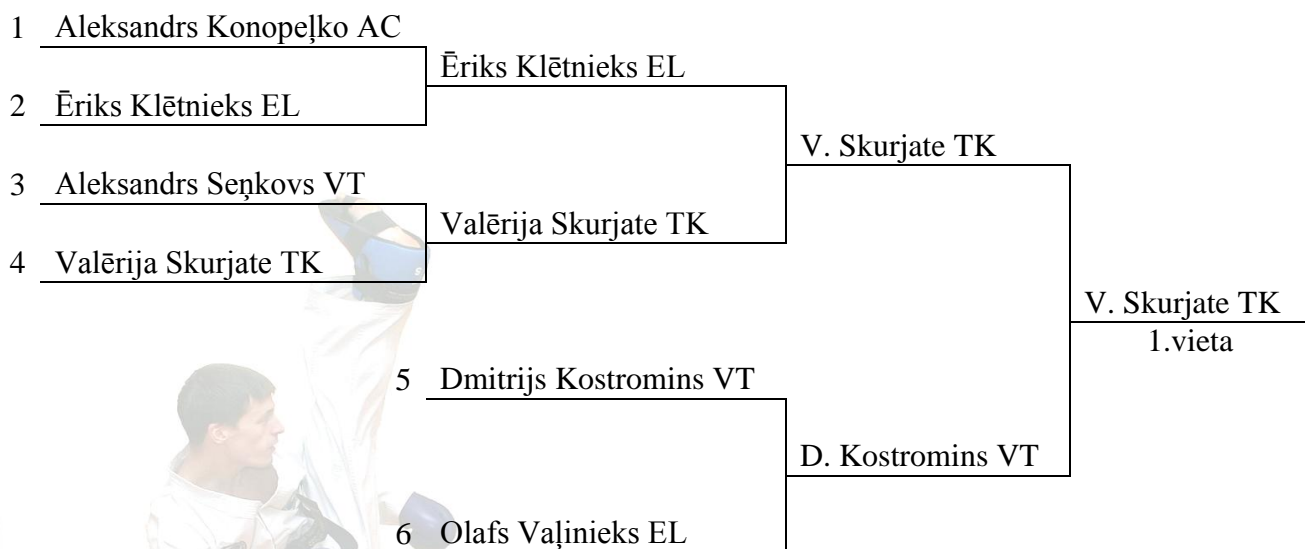 1 Aleksandrs Konopeļko AC
Ēriks Klētnieks EL
2 Ēriks Klētnieks EL
V. Skurjate TK
3 Aleksandrs Seņkovs VT
Valērija Skurjate TK
4 Valērija Skurjate TK
V. Skurjate TK
1.vieta
5 Dmitrijs Kostromins VT
D. Kostromins VT
6 Olafs Vaļinieks EL